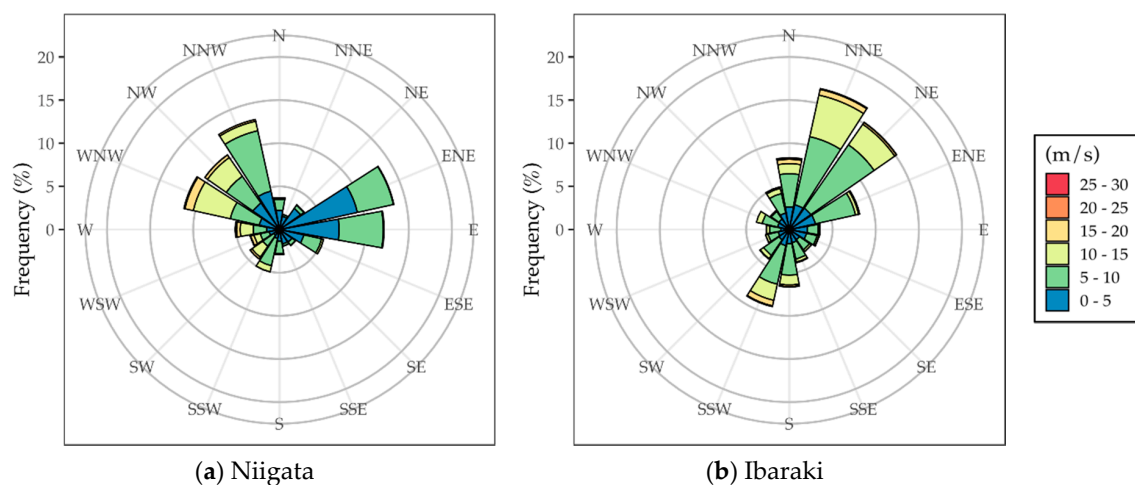 N
NNW
NNE
NW
NE
WNW
ENE
W
E
WSW
ESE
SW
SE
SSW
SSE
S
20
15
10
5
0
Frequency (%)
(a) Niigata
N
NNW
NNE
NW
NE
WNW
ENE
W
E
WSW
ESE
SW
SE
SSW
SSE
S
20
15
10
5
0
Frequency (%)
(b) Ibaraki
(m/s)
25 - 30
20 - 25
15 - 20
10 - 15
5 - 10
0 - 5